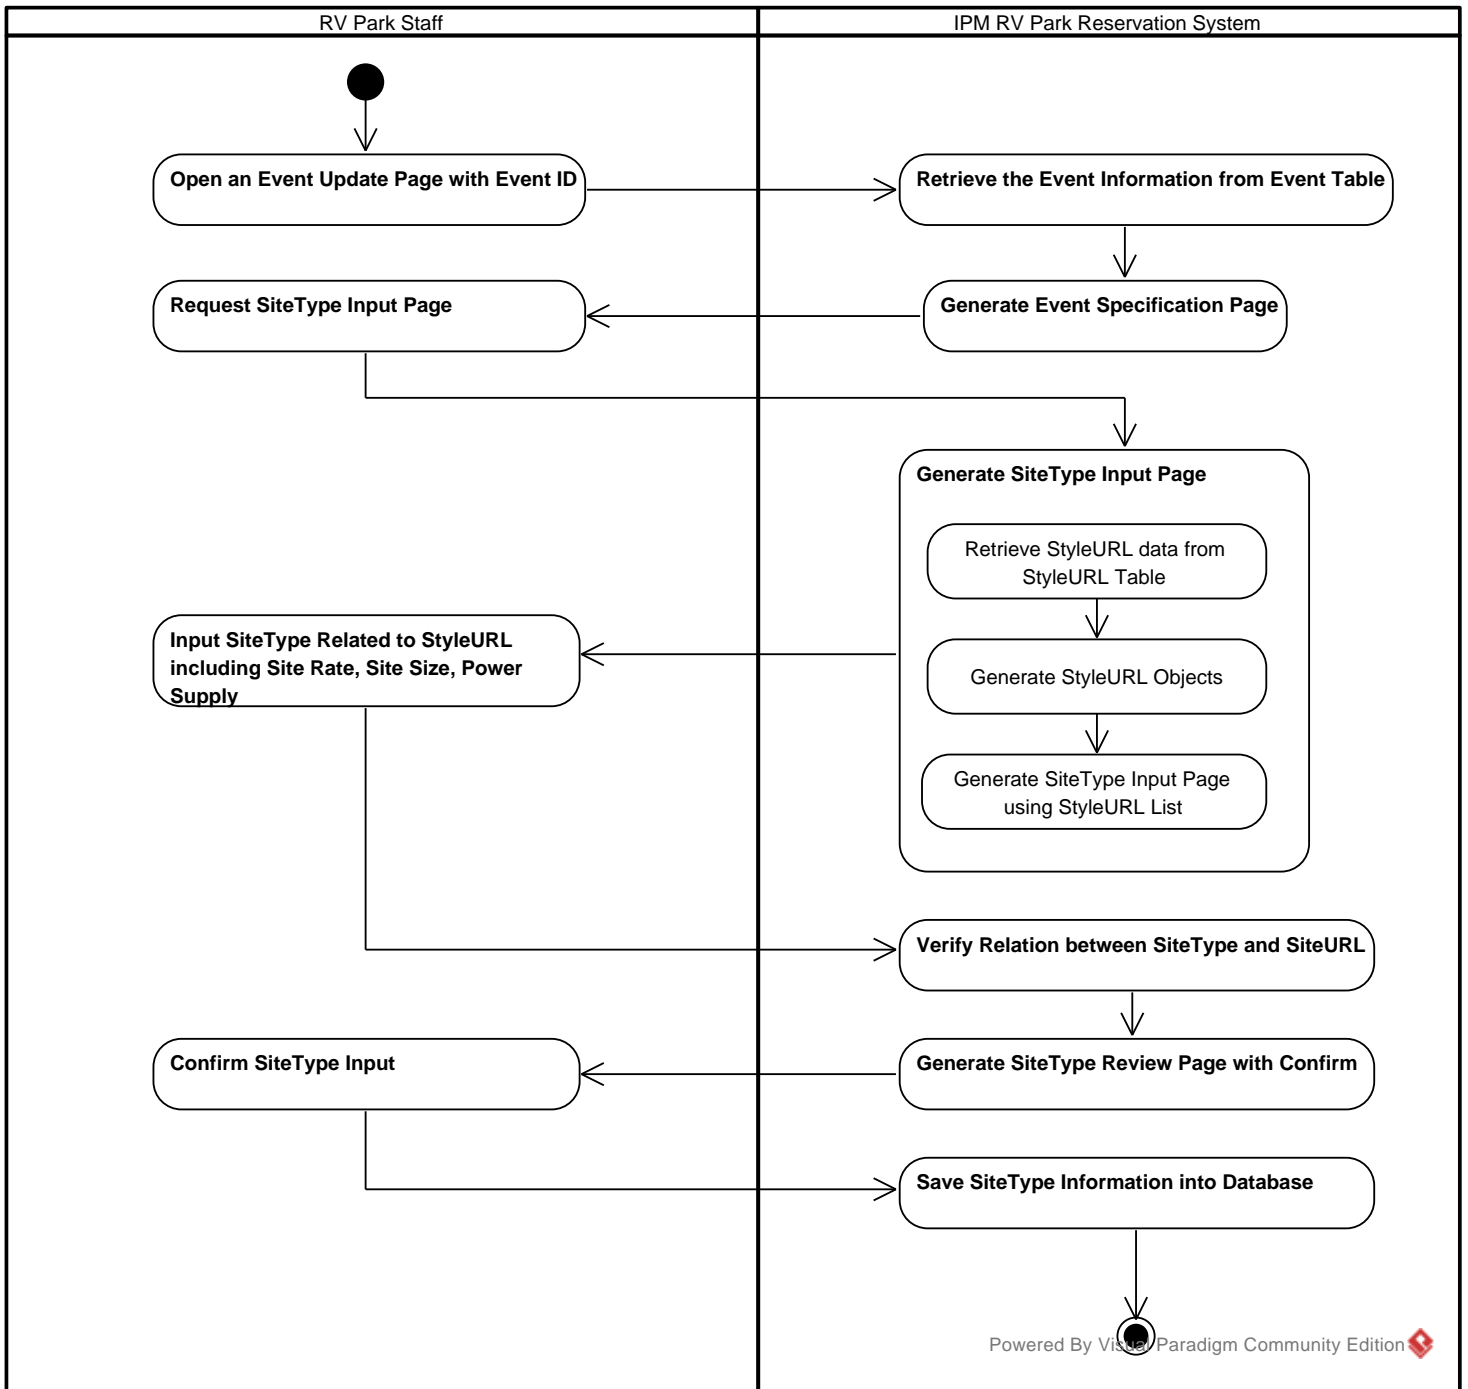 RV Park Staff
IPM RV Park Reservation System
Open an Event Update Page with Event ID
Retrieve the Event Information from Event Table
Request SiteType Input Page
Generate Event Specification Page
Generate SiteType Input Page
Retrieve StyleURL data from
StyleURL Table
Input SiteType Related to StyleURL
including Site Rate, Site Size, Power
Supply
Generate StyleURL Objects
Generate SiteType Input Page
using StyleURL List
Verify Relation between SiteType and SiteURL
Confirm SiteType Input
Generate SiteType Review Page with Confirm
Save SiteType Information into Database
Powered By Visual Paradigm Community Edition